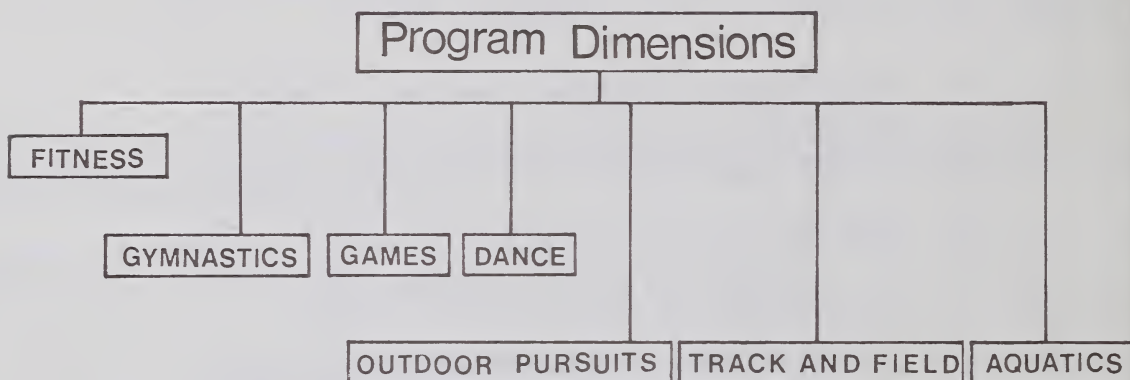 Program Dimensions
FITNESS
GYMNASTICS GAMES DANCE
OUTDOOR PURSUITS TRACK AND FIELD AQUATICS